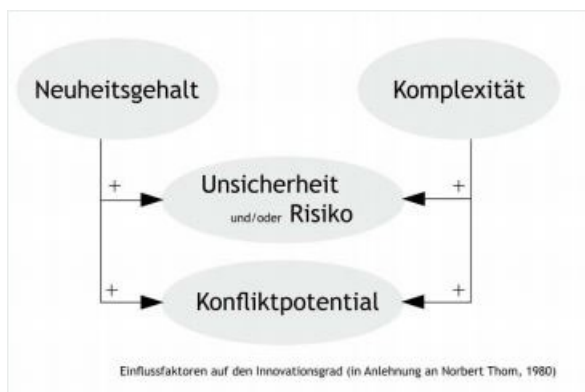 Neuheitsgehalt
Komplexität
+
+
Unsicherheit
und/oder Risiko
+
+
Konfliktpotential
Einflussfaktoren auf den Innovationsgrad (in Anlehnung an Norbert Thom, 1980)